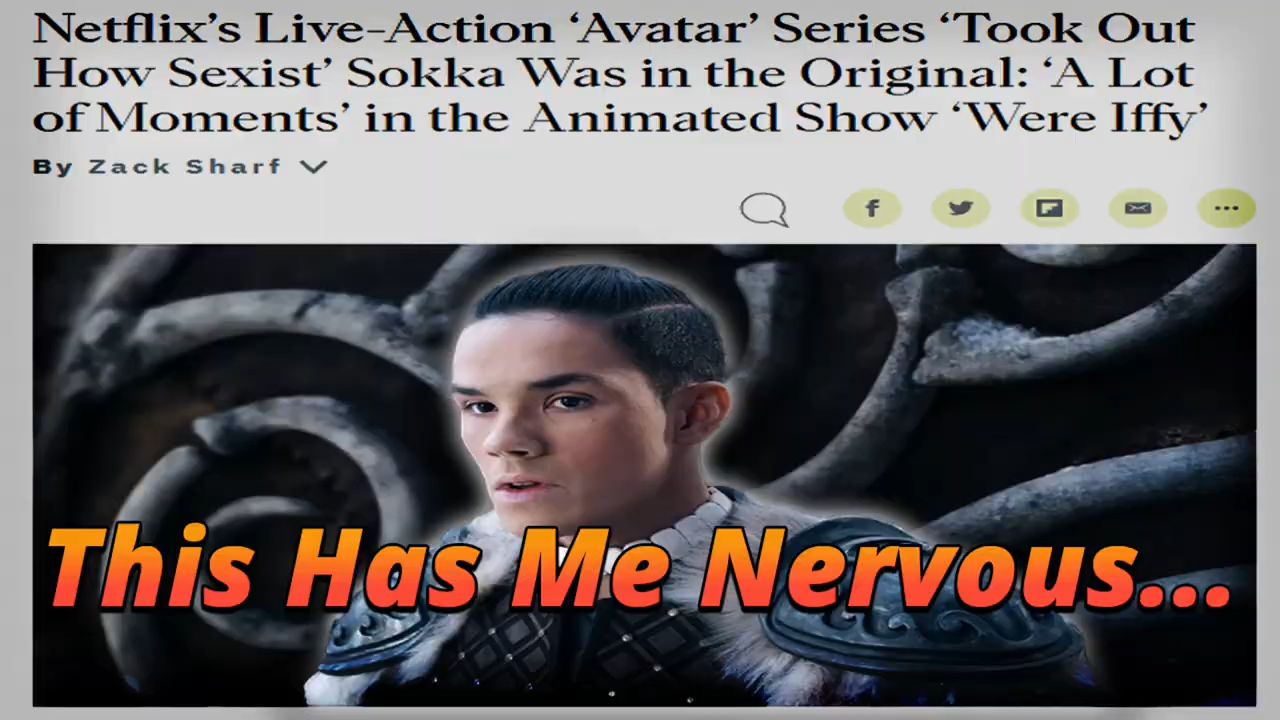 Netflix’s Live-Action ‘Avatar’ Series ‘Took Out
How Sexist’ Sokka Was in the Original: ‘A Lot
of Moments’ in the Animated Show ‘Were Iffy’
By Zack Sharf
This Has Me Nervous...